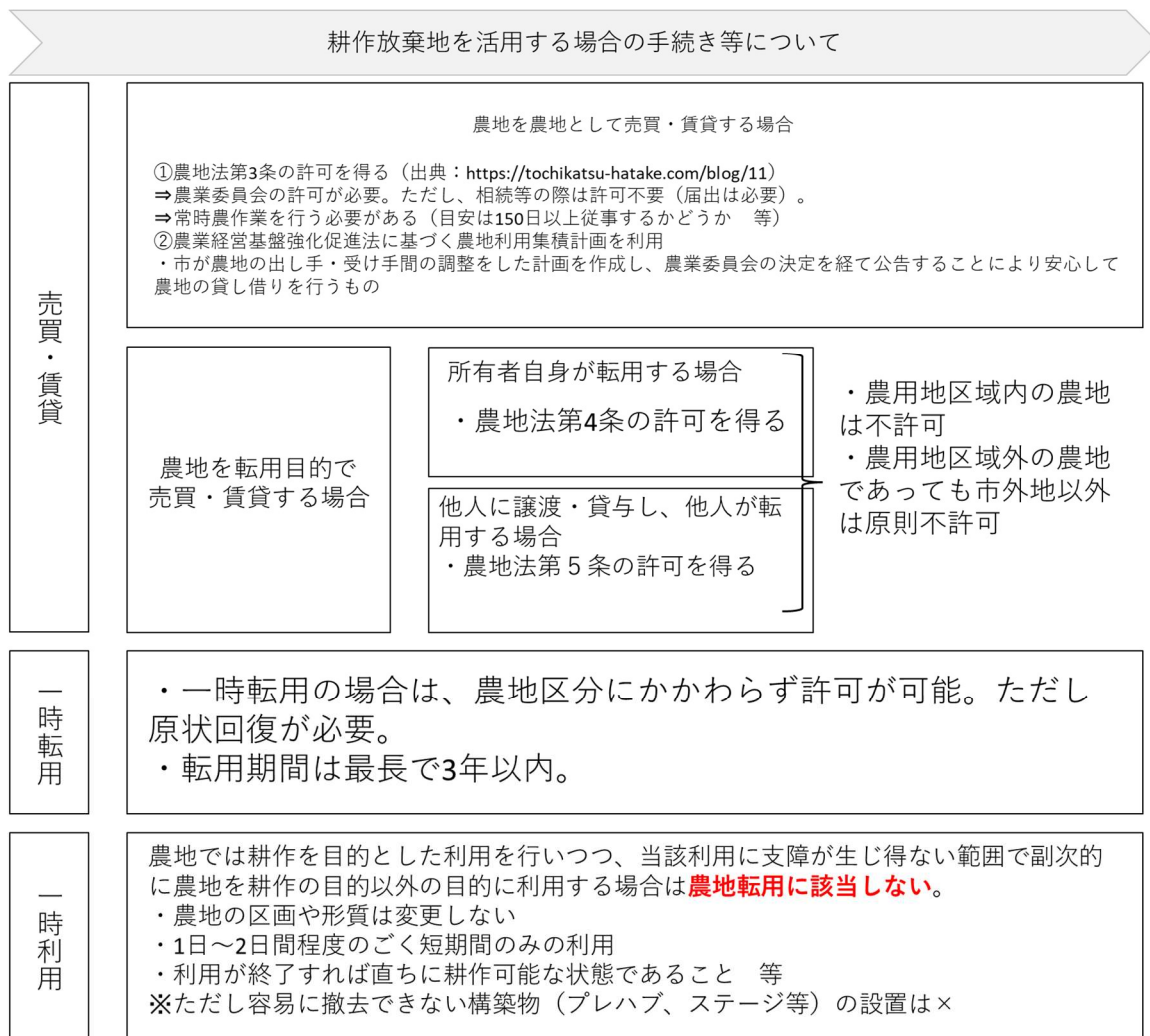 耕作放棄地を活用する場合の手続き等について
売買・賃貸
農地を農地として売買・賃貸する場合
①農地法第3条の許可を得る（出典：https://tochikatsu-hatake.com/blog/11）
⇒農業委員会の許可が必要。ただし、相続等の際は許可不要（届出は必要）。
⇒常時農作業を行う必要がある（目安は150日以上従事するかどうか　等）
②農業経営基盤強化促進法に基づく農地利用集積計画を利用
・市が農地の出し手・受け手間の調整をした計画を作成し、農業委員会の決定を経て公告することにより安心して
農地の貸し借りを行うもの
農地を転用目的で
売買・賃貸する場合
所有者自身が転用する場合
・農地法第4条の許可を得る
他人に譲渡・貸与し、他人が転
用する場合
・農地法第５条の許可を得る
・農用地区域内の農地
は不許可
・農用地区域外の農地
であっても市外地以外
は原則不許可
一時転用
・一時転用の場合は、農地区分にかかわらず許可が可能。ただし
原状回復が必要。
・転用期間は最長で3年以内。
一時利用
農地では耕作を目的とした利用を行いつつ、当該利用に支障が生じ得ない範囲で副次的
に農地を耕作の目的以外の目的に利用する場合は農地転用に該当しない。
・農地の区画や形質は変更しない
・1日～2日間程度のごく短期間のみの利用
・利用が終了すれば直ちに耕作可能な状態であること　等
※ただし容易に撤去できない構築物（プレハブ、ステージ等）の設置は×